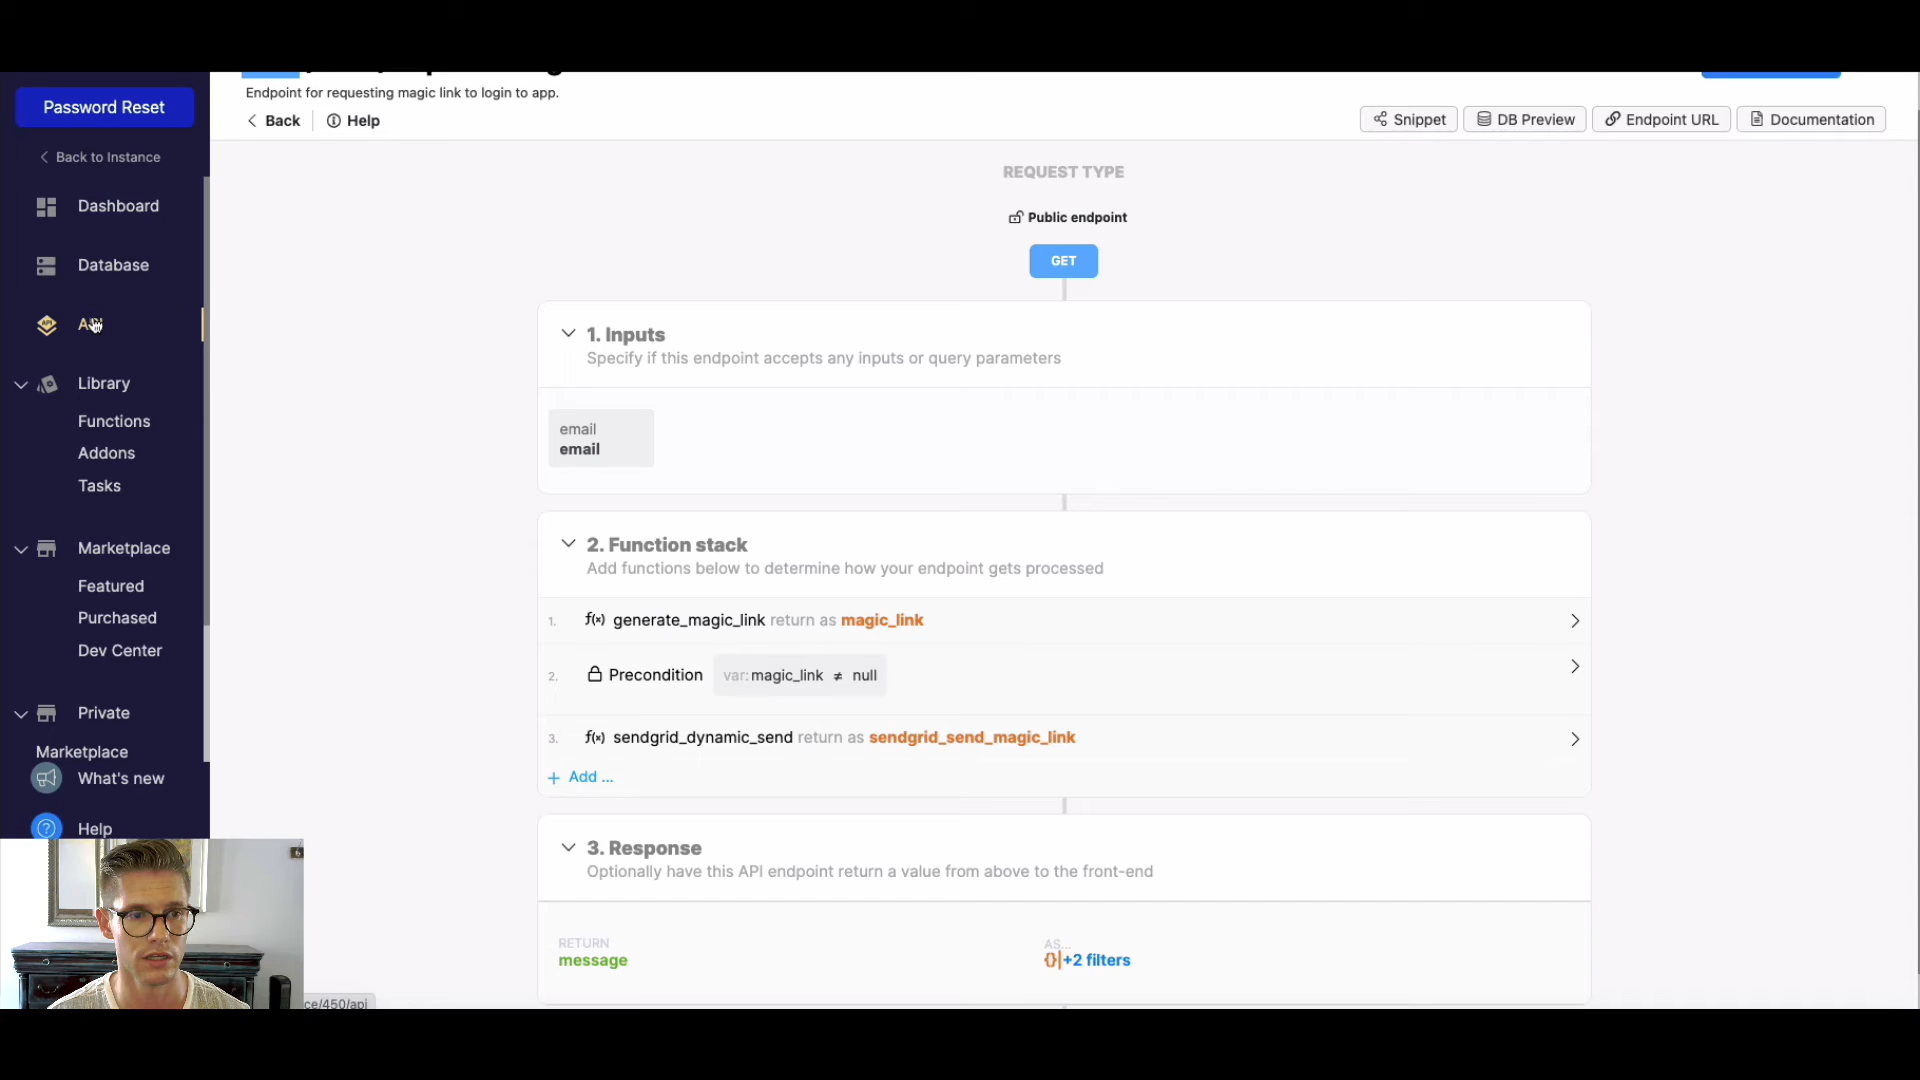 Endpoint for requesting magic link to login to app.
Password Reset
Back
Help
Snippet
DB Preview
Endpoint URL
Documentation
Back to Instance
Dashboard
Database
Library
Functions
Addons
Tasks
Marketplace
Featured
Purchased
Dev Center
Private
Marketplace
What's new
Help
REQUEST TYPE
Public endpoint
GET
1. Inputs
Specify if this endpoint accepts any inputs or query parameters
email
email
2. Function stack
Add functions below to determine how your endpoint gets processed
1. f(x) generate_magic_link return as magic_link
2. Precondition var:magic_link ≠ null
3. f(x) sendgrid_dynamic_send return as sendgrid_send_magic_link
+ Add ...
3. Response
Optionally have this API endpoint return a value from above to the front-end
RETURN
message
AS...
{}|+2 filters
ce/450/api